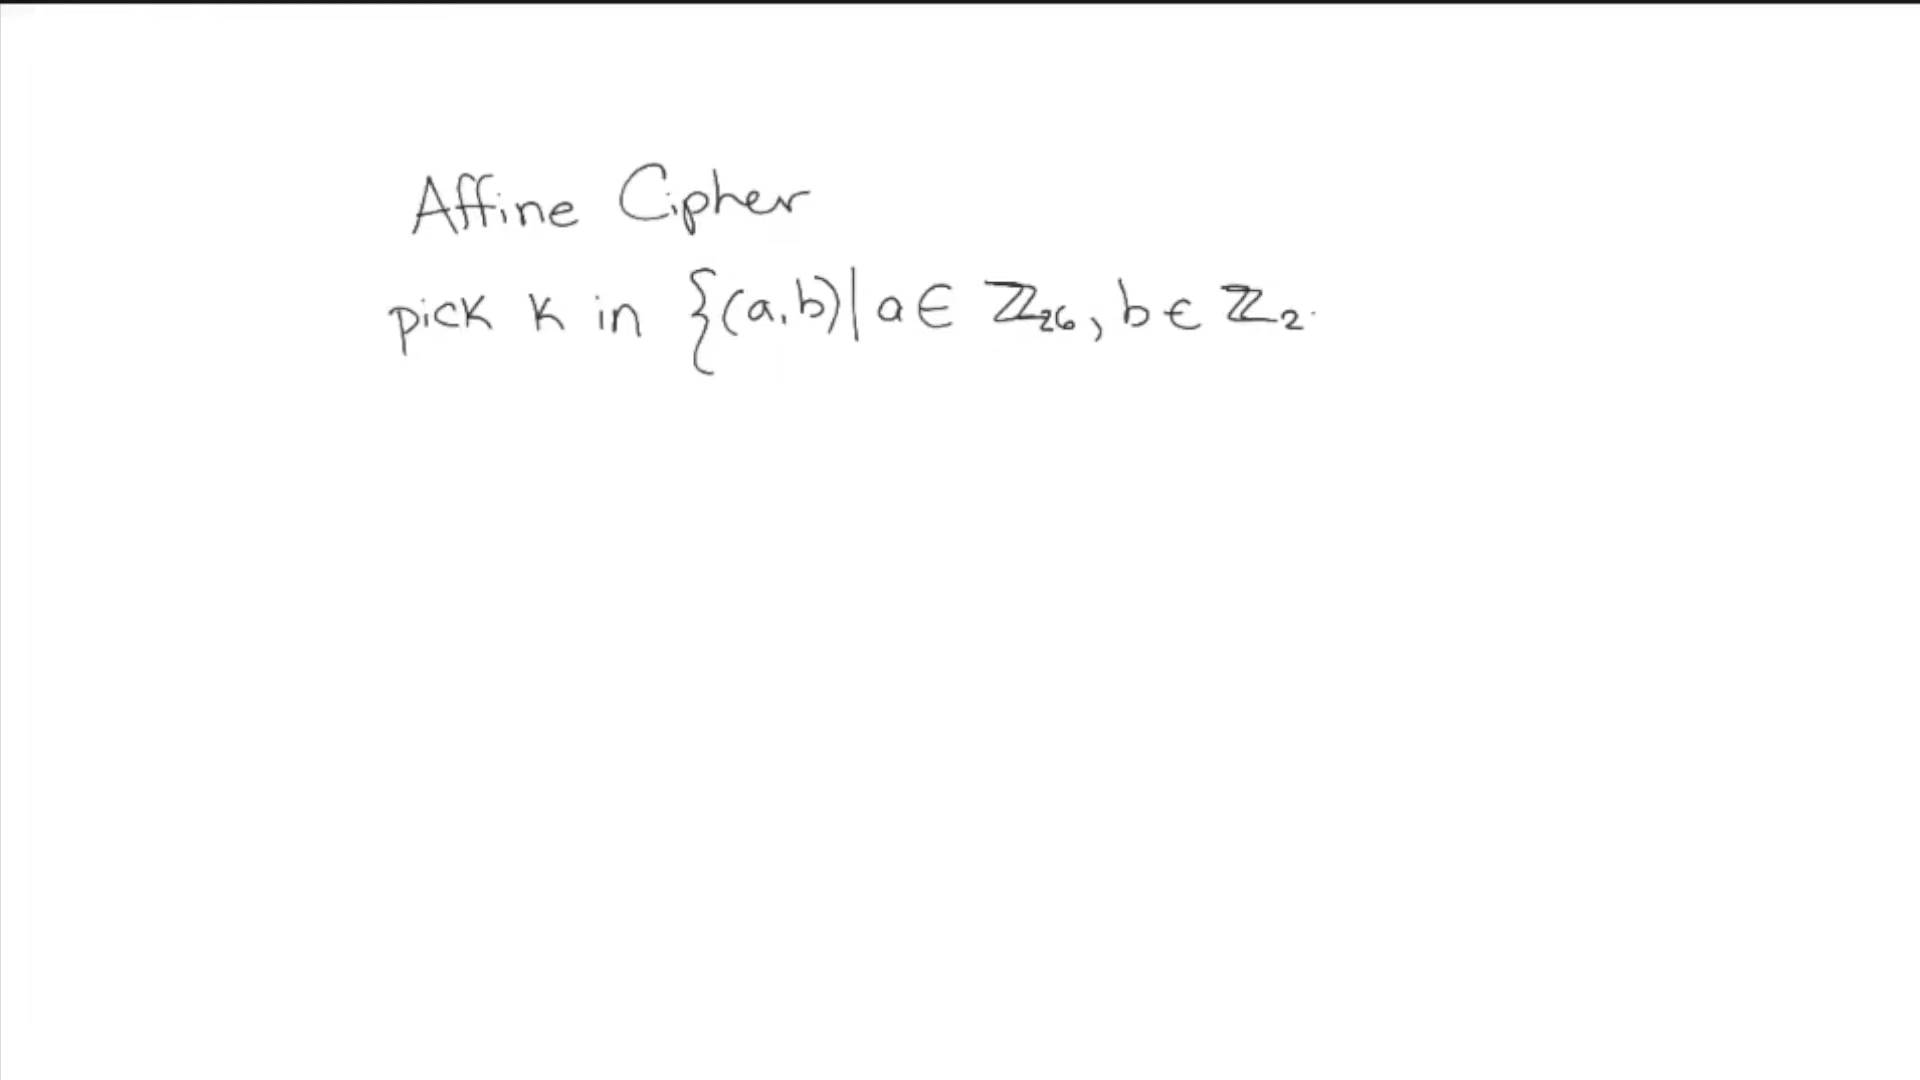 Affine Cipher
pick k in {(a,b)| a ∈ ℤ₂₆, b ∈ ℤ₂